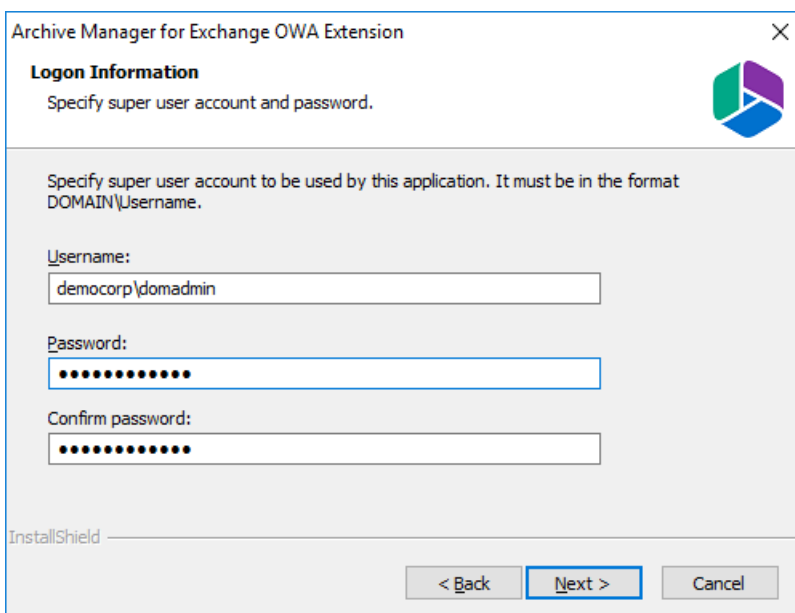 Archive Manager for Exchange OWA Extension
Logon Information
Specify super user account and password.
Specify super user account to be used by this application. It must be in the format
DOMAIN\Username.
Username:
democorp\domadmin
Password:
••••••••••••
Confirm password:
••••••••••••
InstallShield
< Back
Next >
Cancel